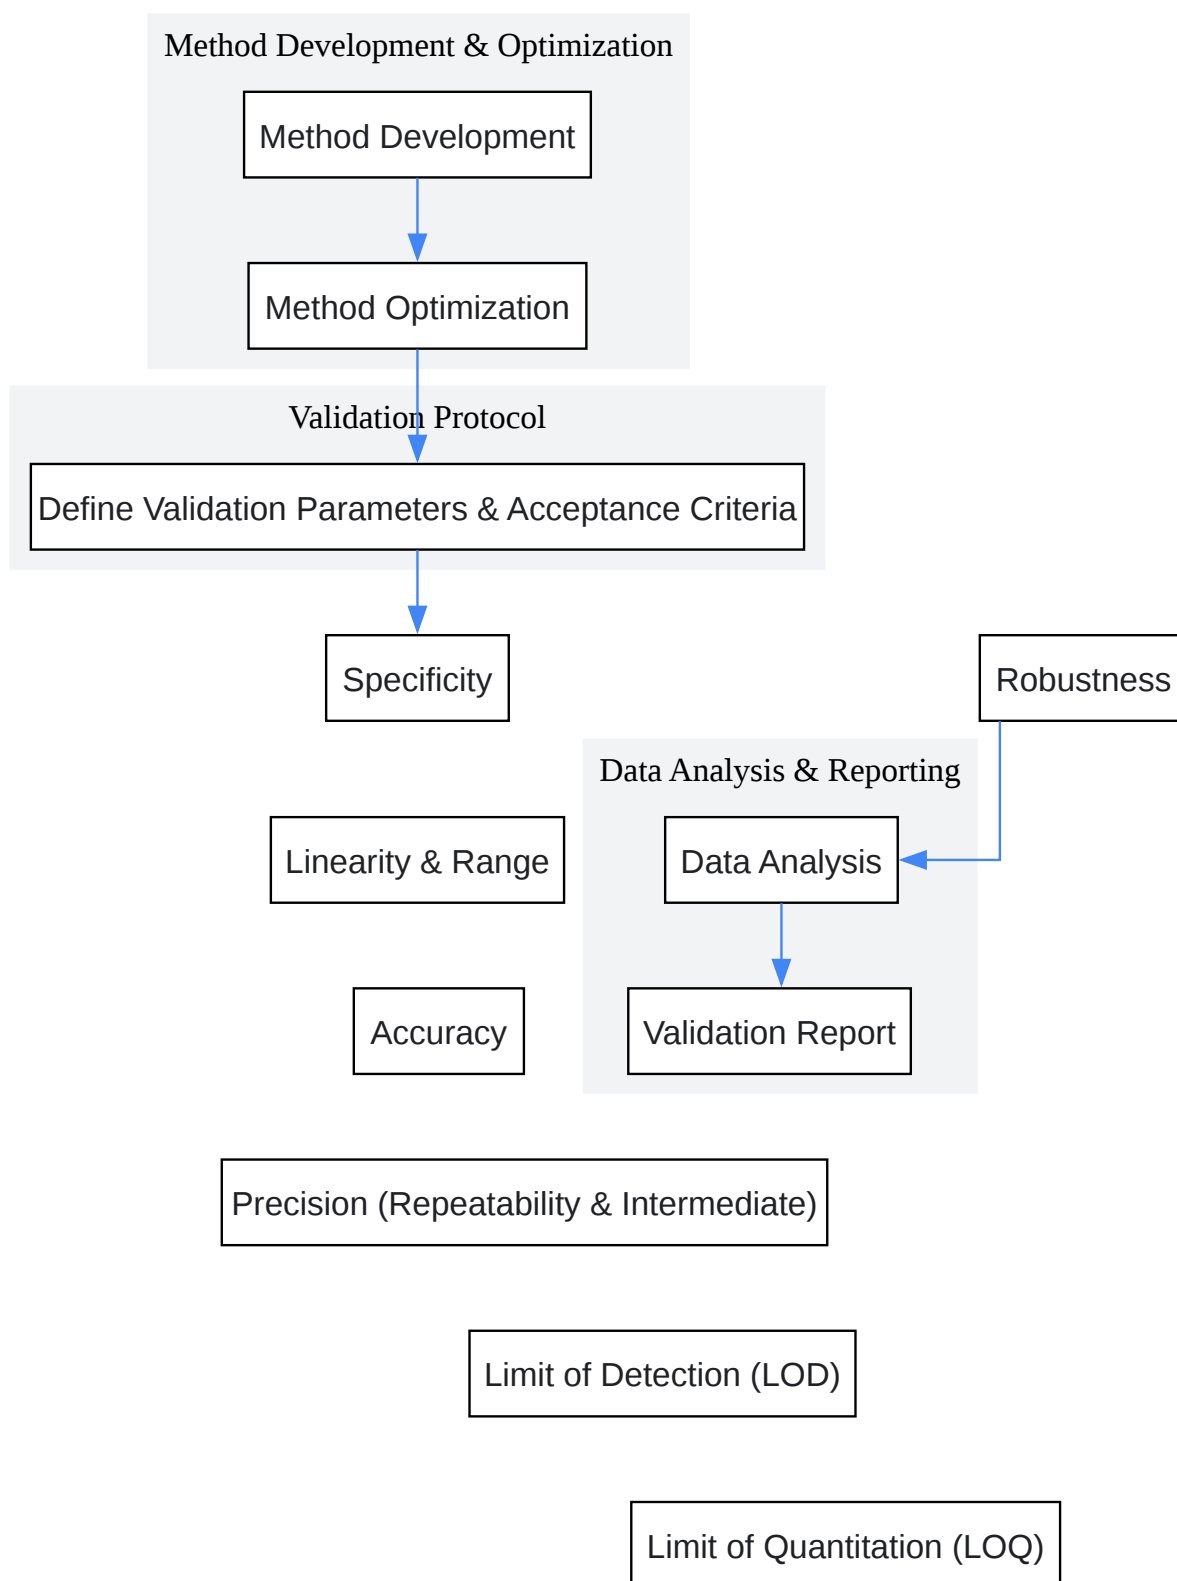 Method Development & Optimization
Method Development
Method Optimization
Validation Protocol
Define Validation Parameters & Acceptance Criteria
Specificity
Robustness
Data Analysis & Reporting
Linearity & Range
Data Analysis
Accuracy
Validation Report
Precision (Repeatability & Intermediate)
Limit of Detection (LOD)
Limit of Quantitation (LOQ)